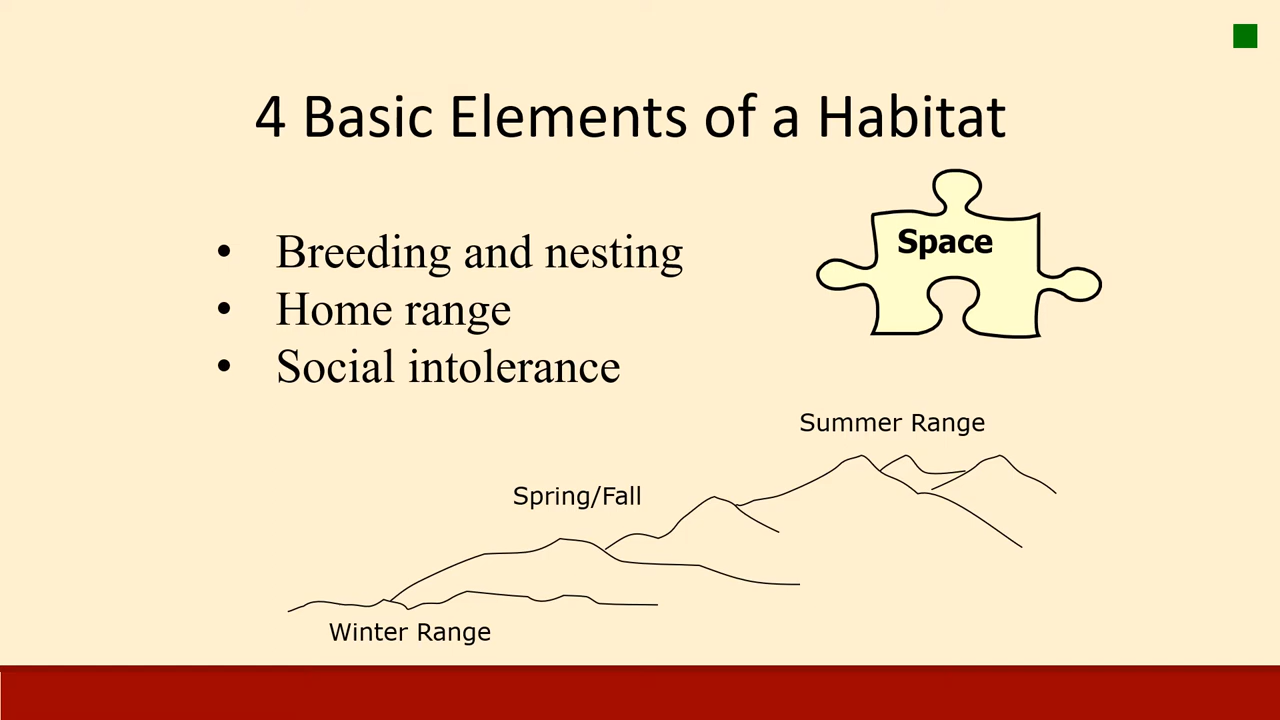 4 Basic Elements of a Habitat
• Breeding and nesting
• Home range
• Social intolerance
Space
Summer Range
Spring/Fall
Winter Range